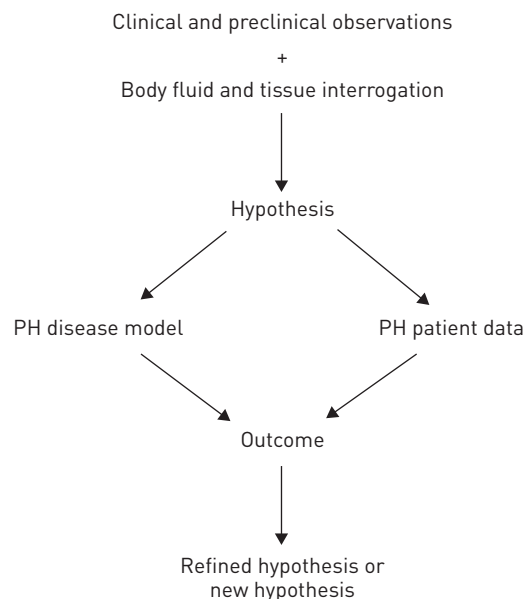 Clinical and preclinical observations
+
Body fluid and tissue interrogation
Hypothesis
PH disease model
PH patient data
Outcome
Refined hypothesis or
new hypothesis